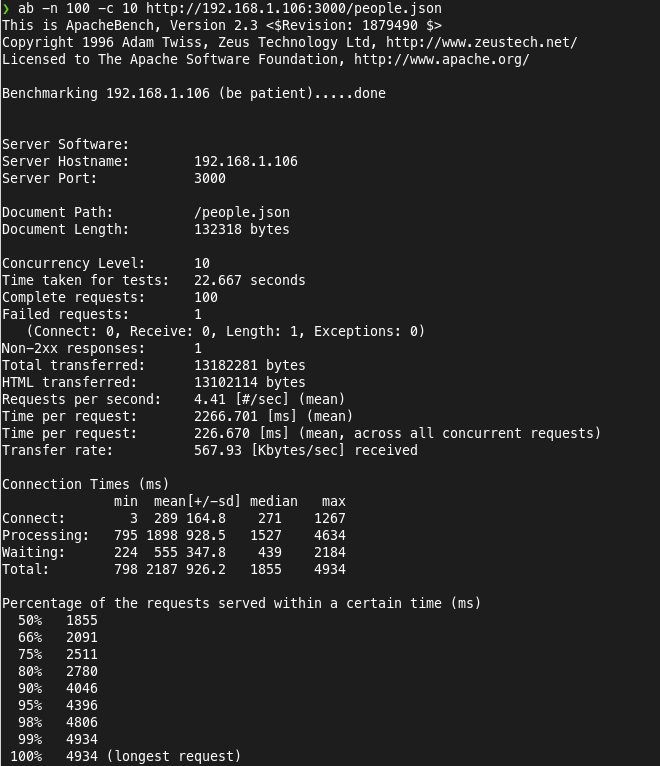 ❯ ab -n 100 -c 10 http://192.168.1.106:3000/people.json
This is ApacheBench, Version 2.3 <$Revision: 1879490 $>
Copyright 1996 Adam Twiss, Zeus Technology Ltd, http://www.zeustech.net/
Licensed to The Apache Software Foundation, http://www.apache.org/

Benchmarking 192.168.1.106 (be patient).....done


Server Software:
Server Hostname:        192.168.1.106
Server Port:            3000

Document Path:          /people.json
Document Length:        132318 bytes

Concurrency Level:      10
Time taken for tests:   22.667 seconds
Complete requests:      100
Failed requests:        1
   (Connect: 0, Receive: 0, Length: 1, Exceptions: 0)
Non-2xx responses:      1
Total transferred:      13182281 bytes
HTML transferred:       13102114 bytes
Requests per second:    4.41 [#/sec] (mean)
Time per request:       2266.701 [ms] (mean)
Time per request:       226.670 [ms] (mean, across all concurrent requests)
Transfer rate:          567.93 [Kbytes/sec] received

Connection Times (ms)
              min  mean[+/-sd] median   max
Connect:        3  289 164.8    271    1267
Processing:   795 1898 928.5   1527    4634
Waiting:      224  555 347.8    439    2184
Total:        798 2187 926.2   1855    4934

Percentage of the requests served within a certain time (ms)
  50%   1855
  66%   2091
  75%   2511
  80%   2780
  90%   4046
  95%   4396
  98%   4806
  99%   4934
 100%   4934 (longest request)